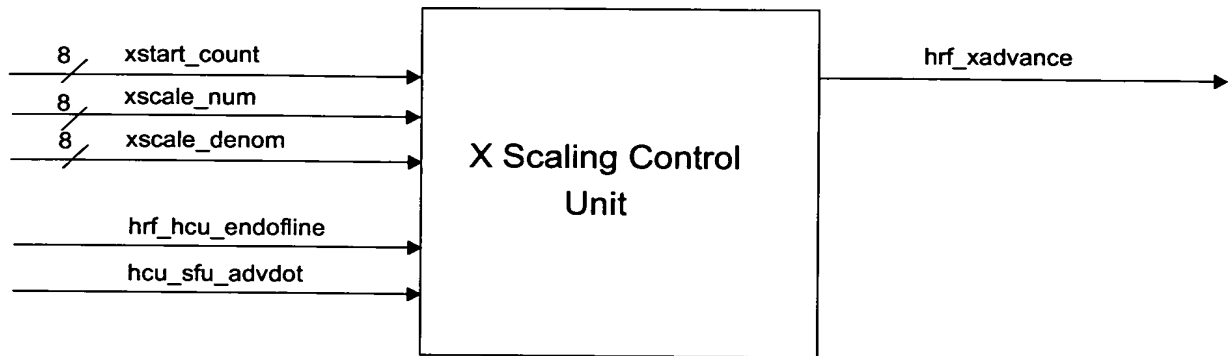 8 xstart_count
hrf_xadvance
8 xscale_num
8 xscale_denom
X Scaling Control
Unit
hrf_hcu_endofline
hcu_sfu_advdot